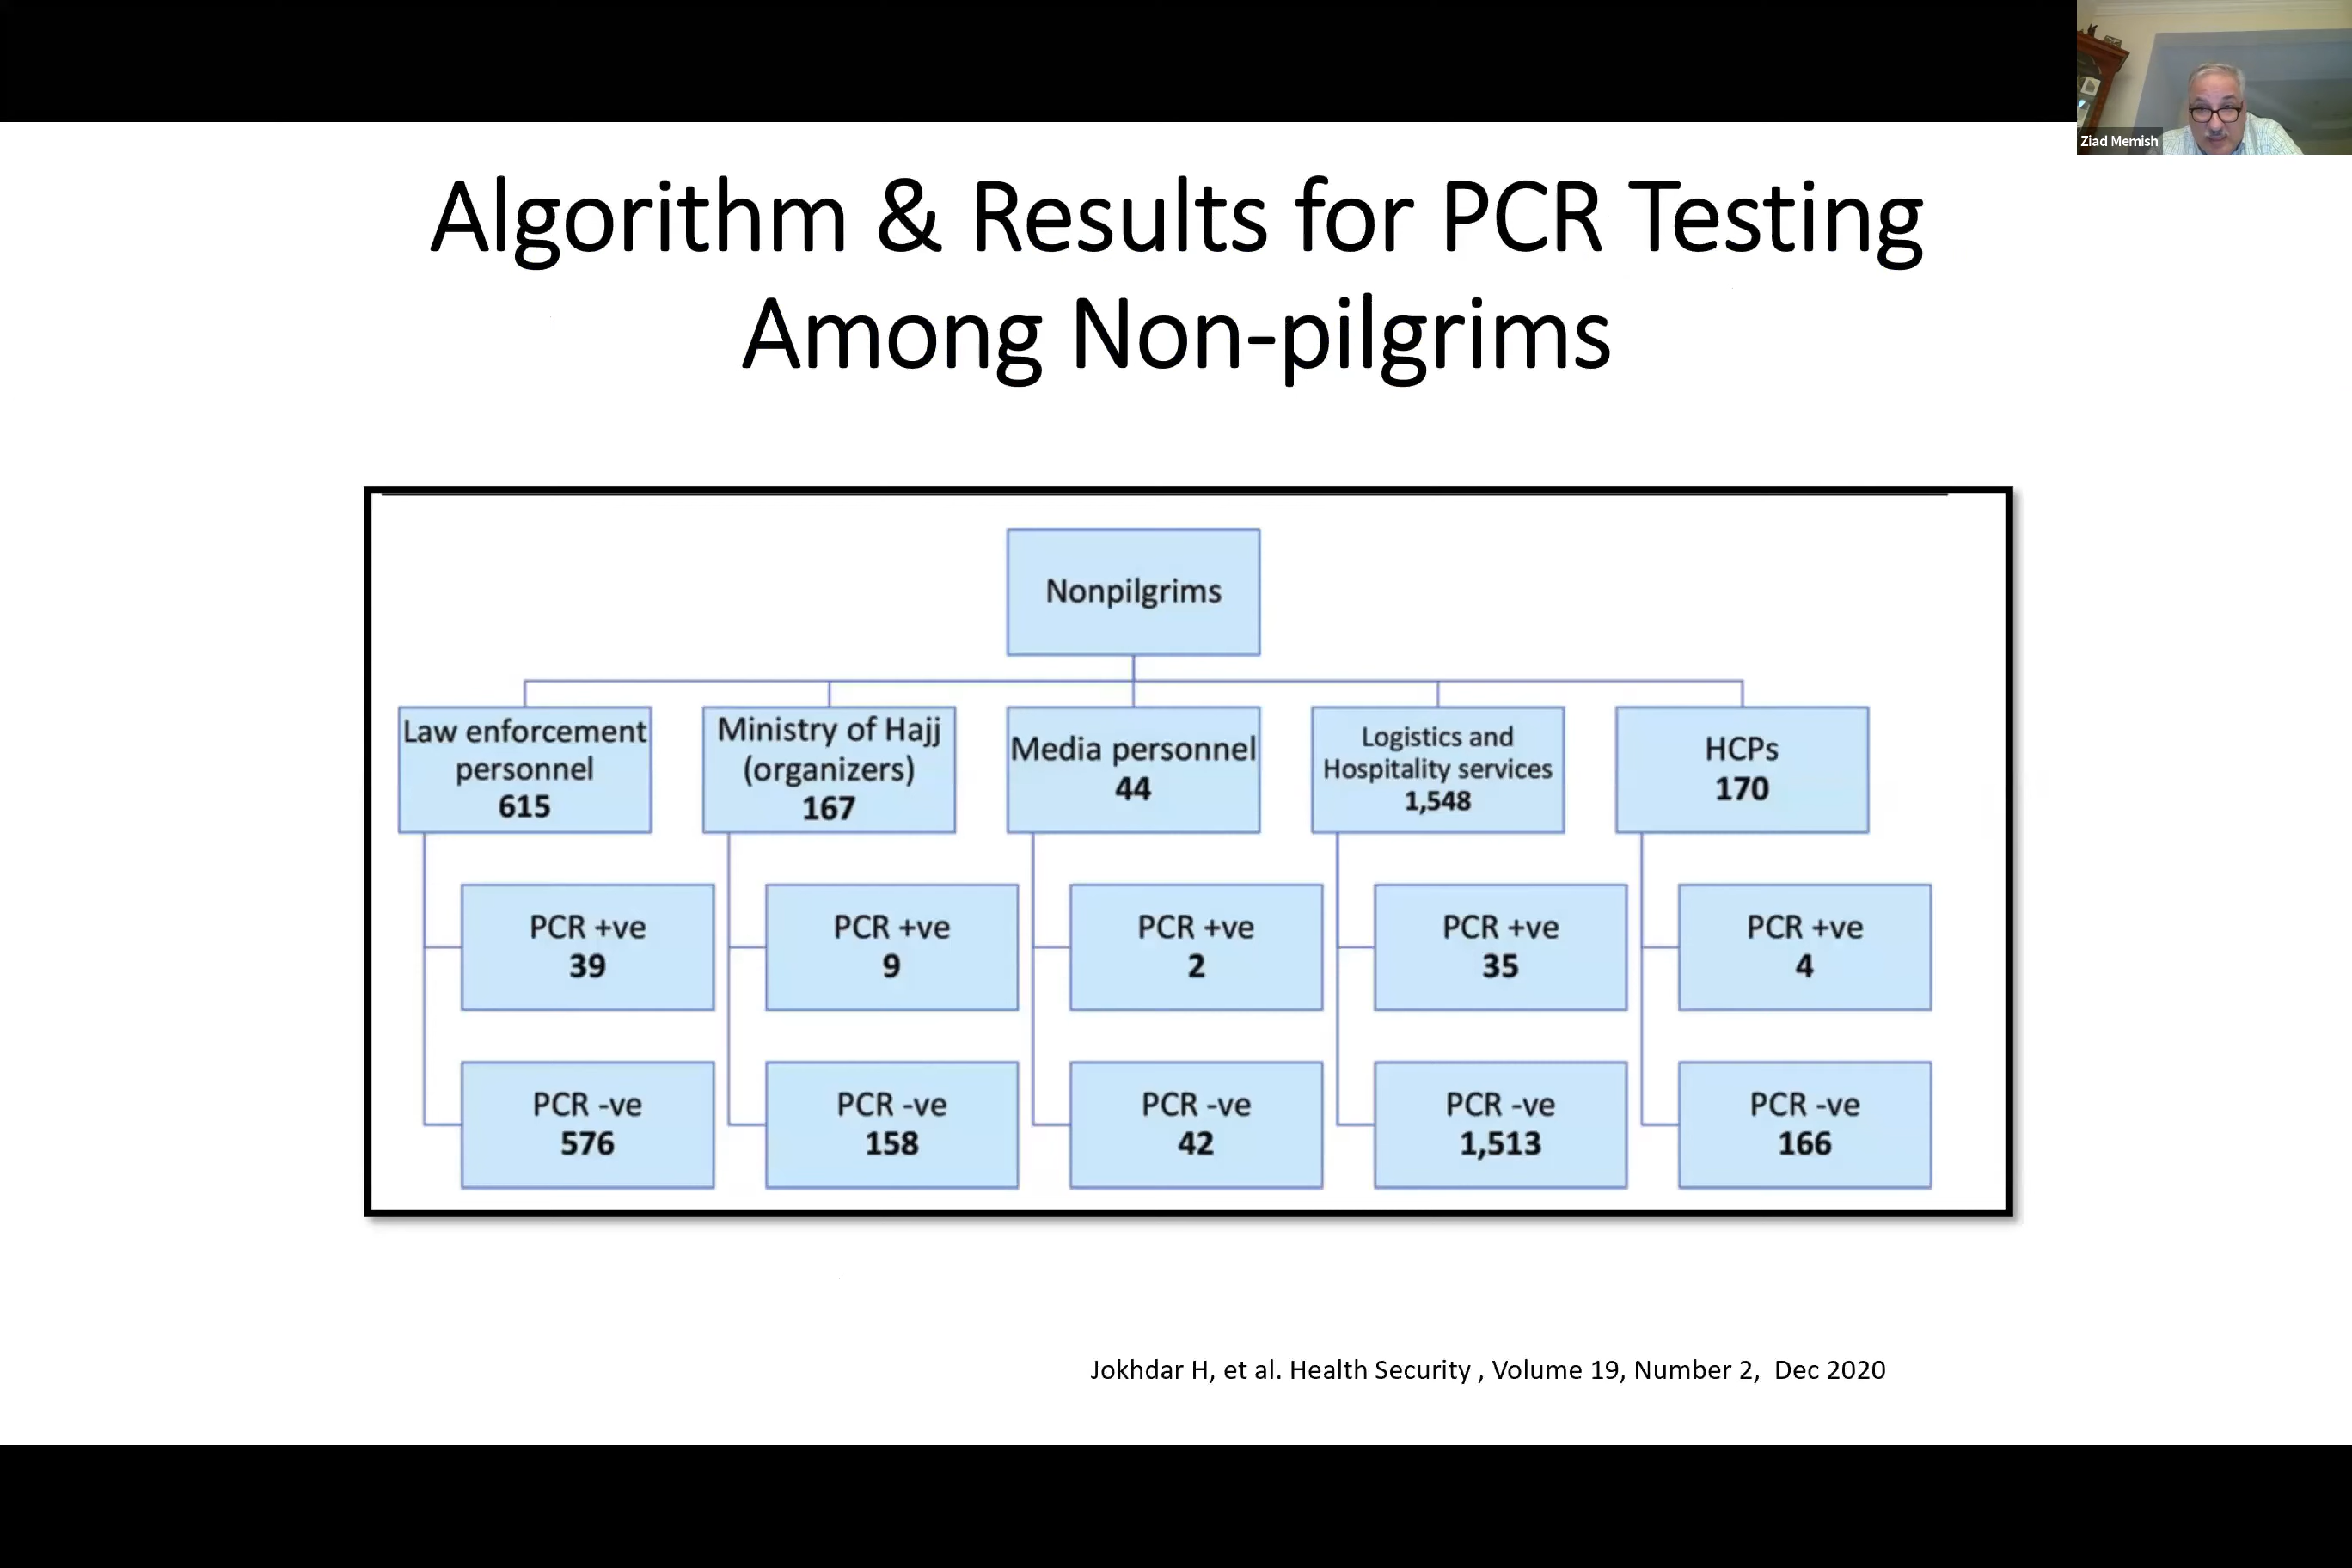 Ziad Memish
Algorithm & Results for PCR Testing
Among Non-pilgrims
Nonpilgrims
Law enforcement
personnel
615
Ministry of Hajj
(organizers)
167
Media personnel
44
Logistics and
Hospitality services
1,548
HCPs
170
PCR +ve
39
PCR +ve
9
PCR +ve
2
PCR +ve
35
PCR +ve
4
PCR -ve
576
PCR -ve
158
PCR -ve
42
PCR -ve
1,513
PCR -ve
166
Jokhdar H, et al. Health Security , Volume 19, Number 2,  Dec 2020